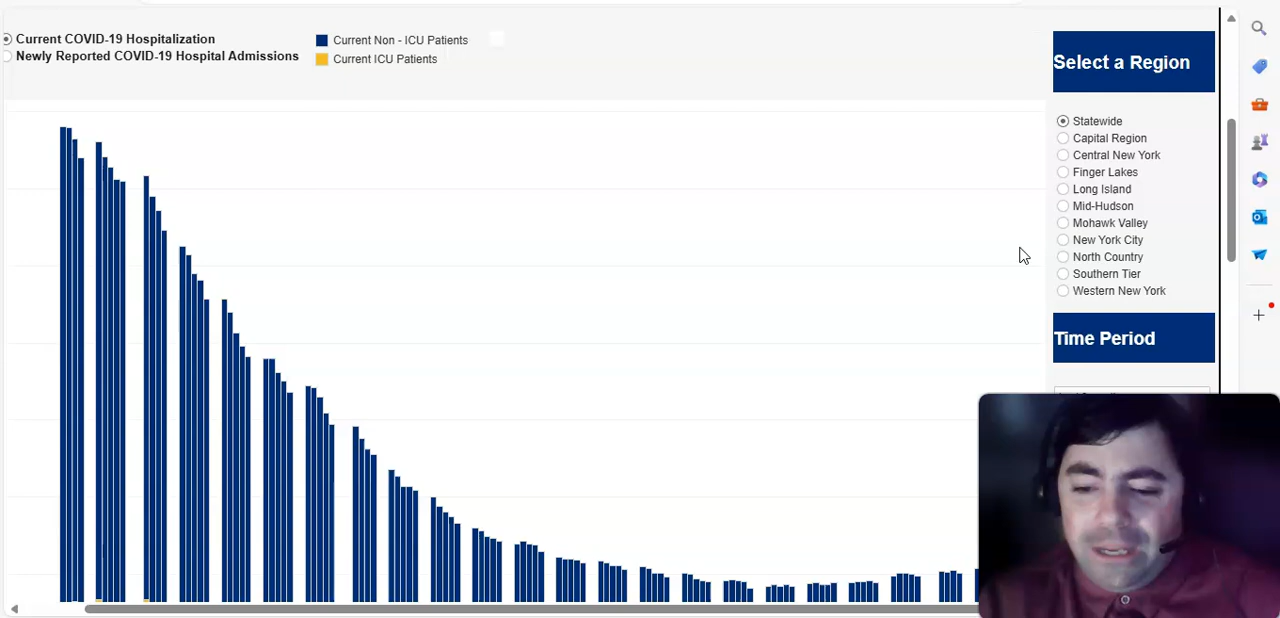 Current COVID-19 Hospitalization
Newly Reported COVID-19 Hospital Admissions
Current Non - ICU Patients
Current ICU Patients
Select a Region
Statewide
Capital Region
Central New York
Finger Lakes
Long Island
Mid-Hudson
Mohawk Valley
New York City
North Country
Southern Tier
Western New York
Time Period